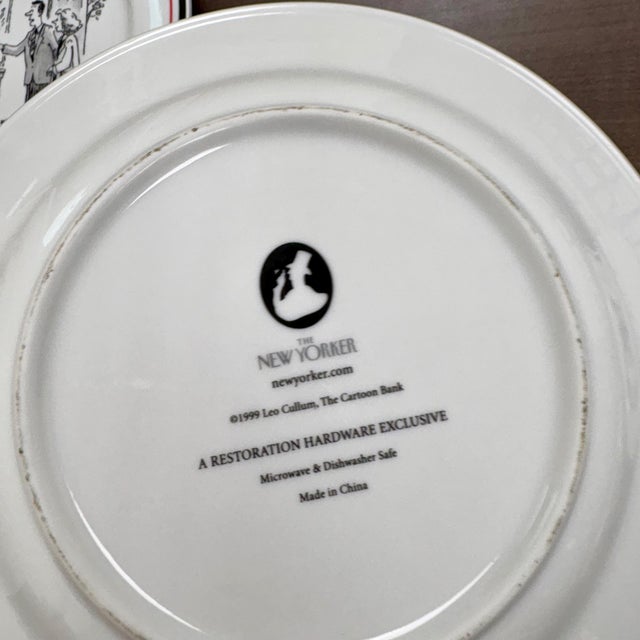 THE
NEW YORKER
newyorker.com
©1999 Leo Cullum, The Cartoon Bank
A RESTORATION HARDWARE EXCLUSIVE
Microwave & Dishwasher Safe
Made in China